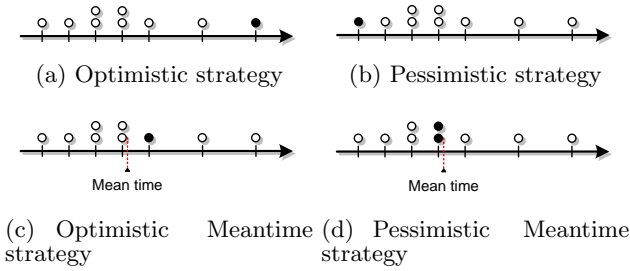 (a) Optimistic strategy
(b) Pessimistic strategy
Mean time
Mean time
(c) Optimistic Meantime
strategy
(d) Pessimistic Meantime
strategy